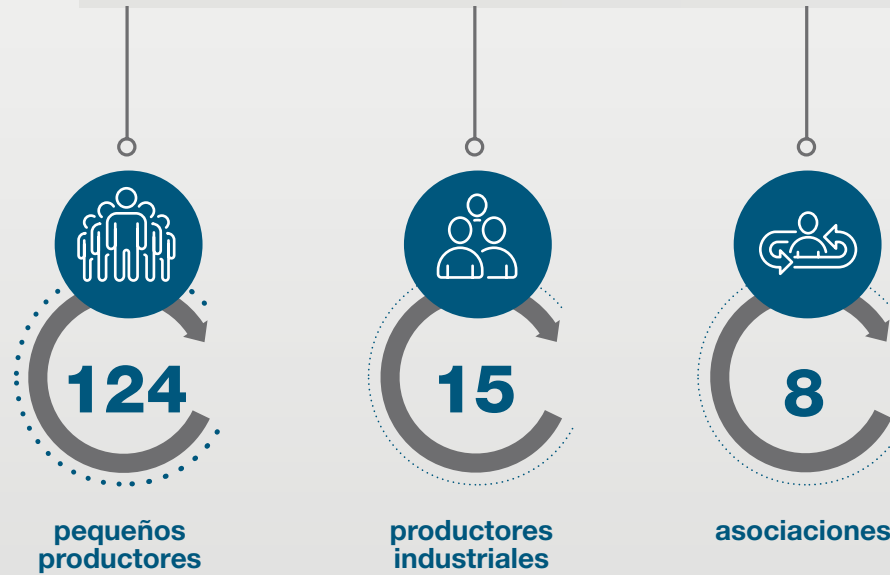 124
pequeños
productores
15
productores
industriales
8
asociaciones